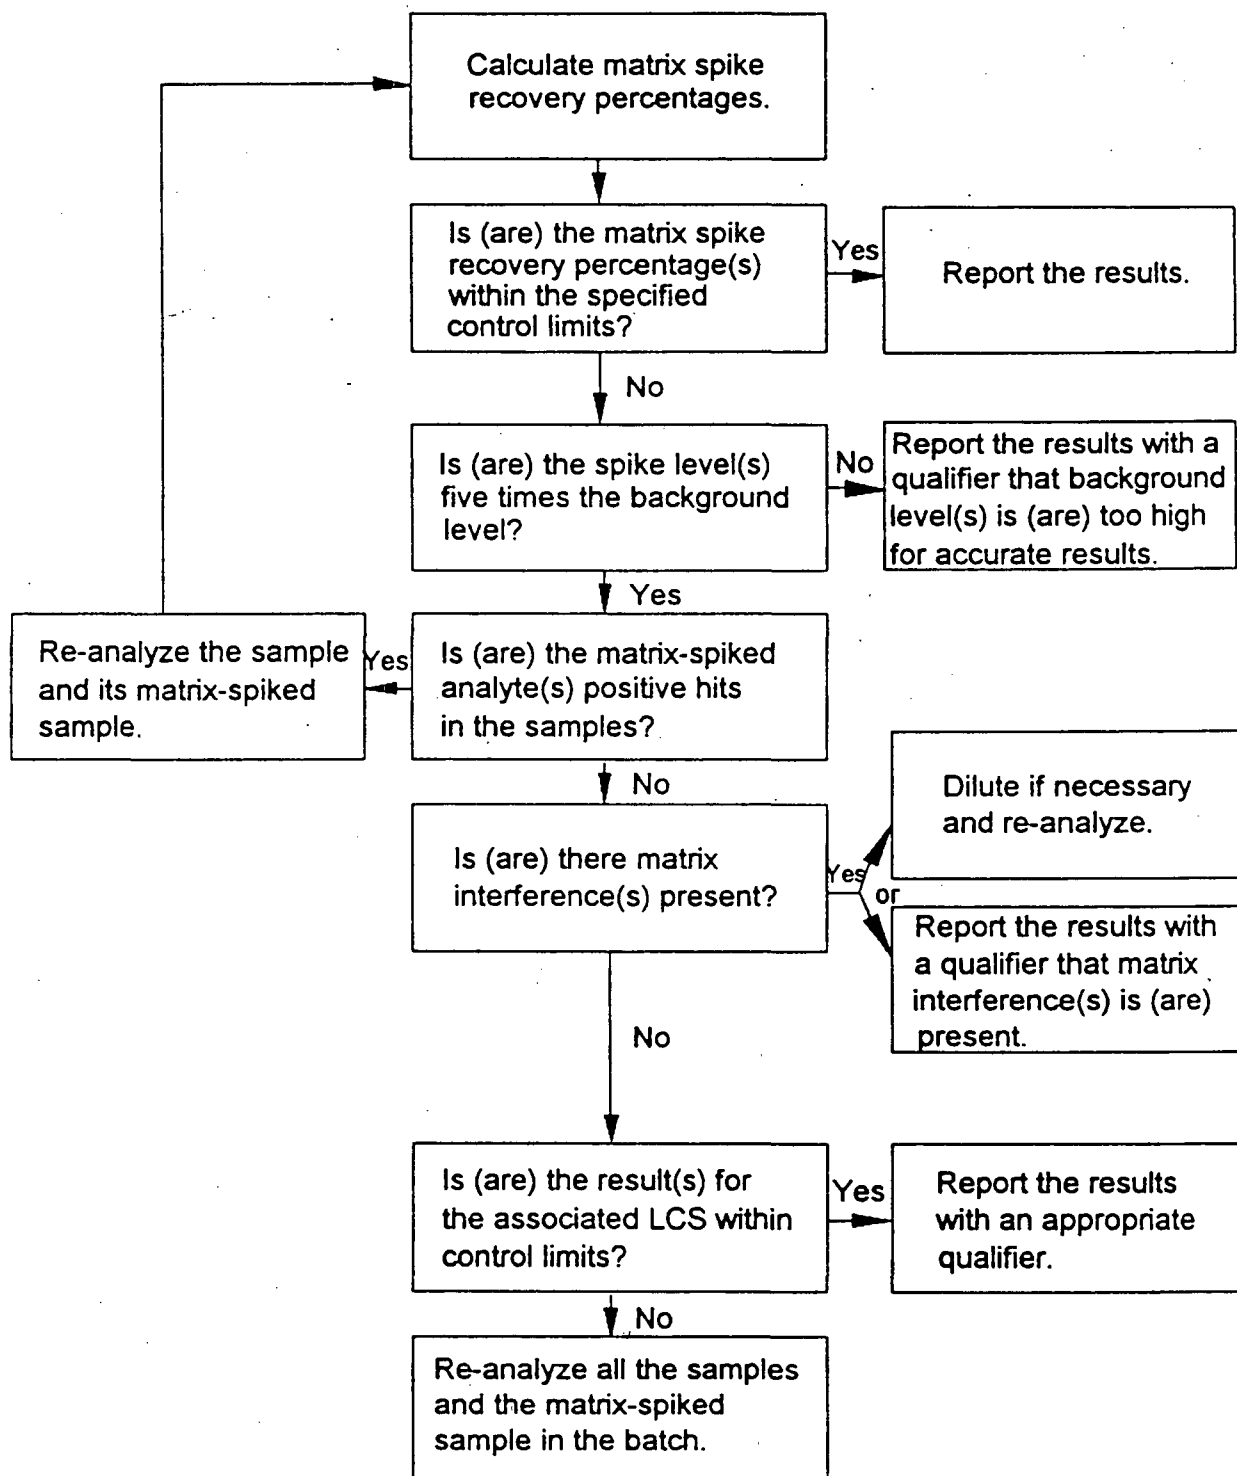 Calculate matrix spike
recovery percentages.
Is (are) the matrix spike
recovery percentage(s)
within the specified
control limits?
Yes
Report the results.
No
Is (are) the spike level(s)
five times the background
level?
No
Report the results with a
qualifier that background
level(s) is (are) too high
for accurate results.
Yes
Re-analyze the sample
and its matrix-spiked
sample.
Yes
Is (are) the matrix-spiked
analyte(s) positive hits
in the samples?
No
Is (are) there matrix
interference(s) present?
Yes
Dilute if necessary
and re-analyze.
or
Report the results with
a qualifier that matrix
interference(s) is (are)
present.
No
Is (are) the result(s) for
the associated LCS within
control limits?
Yes
Report the results
with an appropriate
qualifier.
No
Re-analyze all the samples
and the matrix-spiked
sample in the batch.